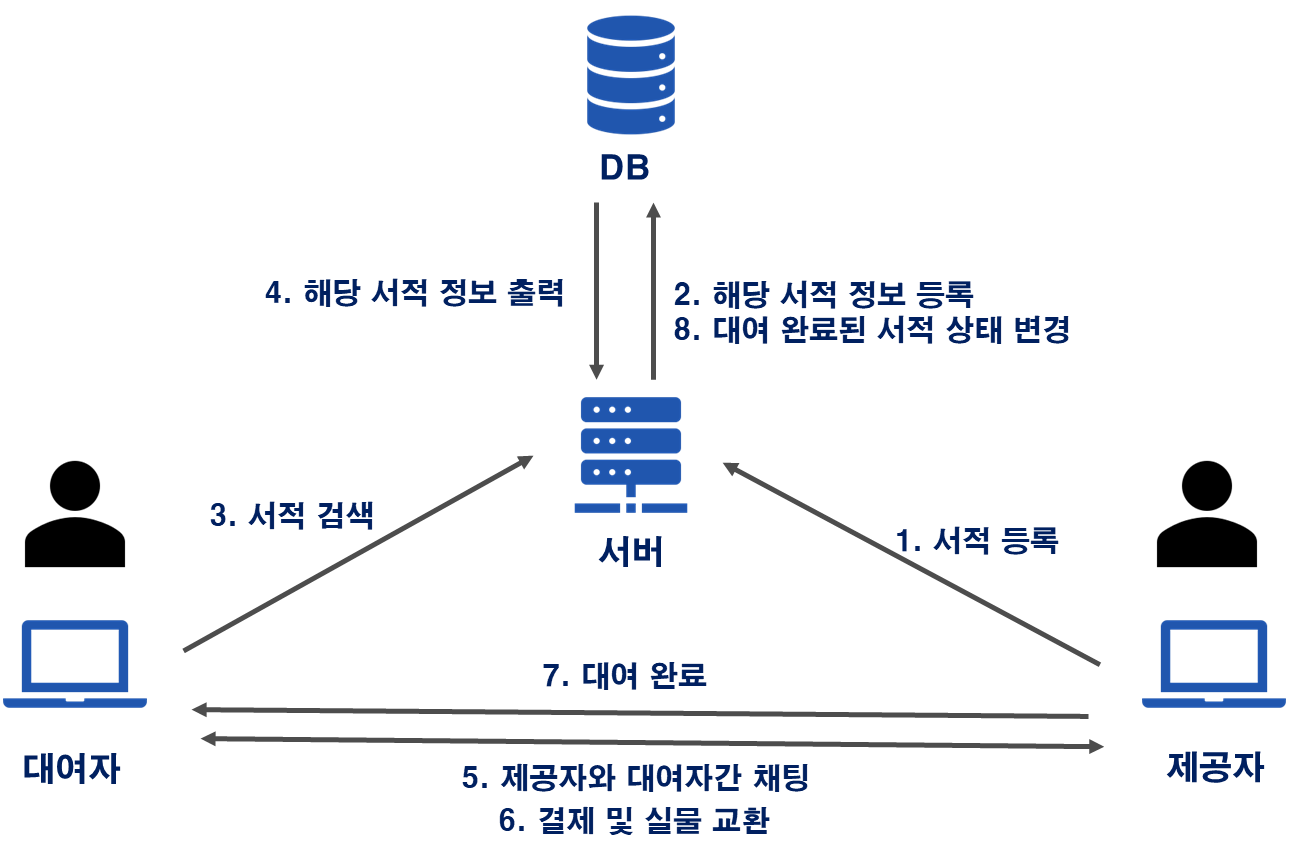 DB
4. 해당 서적 정보 출력
2. 해당 서적 정보 등록
8. 대여 완료된 서적 상태 변경
3. 서적 검색
서버
1. 서적 등록
7. 대여 완료
대여자
제공자
5. 제공자와 대여자간 채팅
6. 결제 및 실물 교환